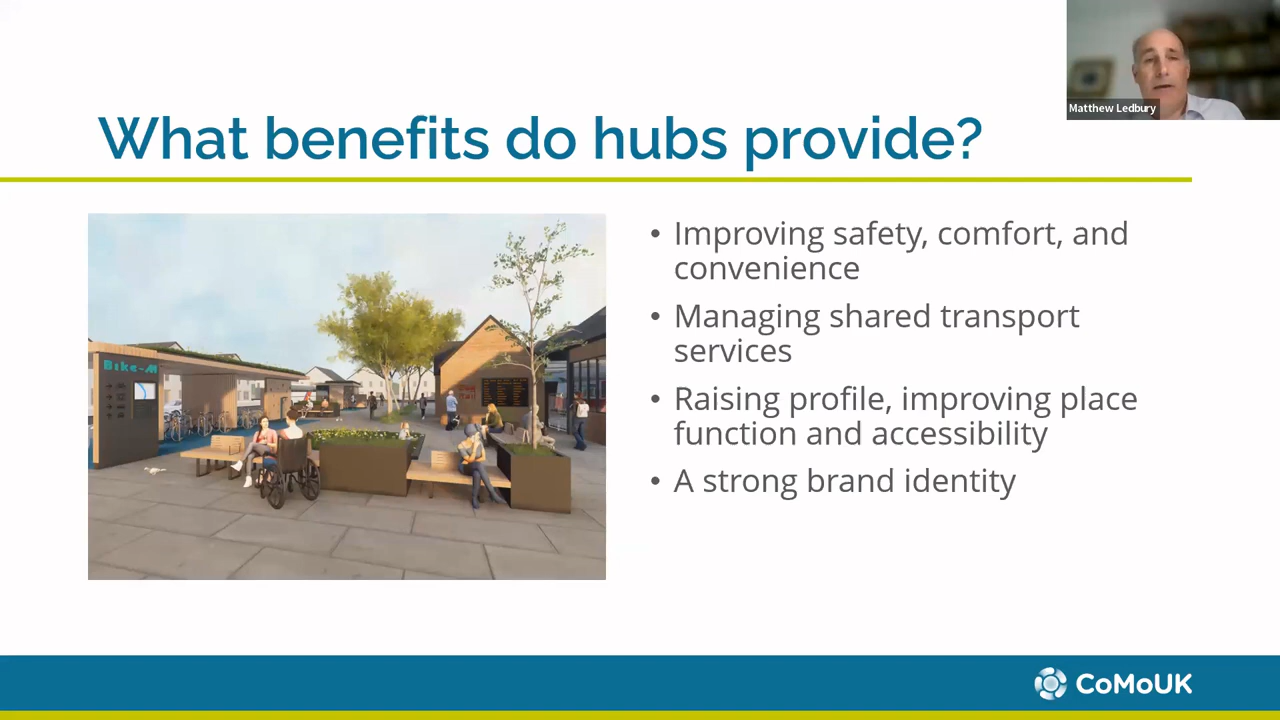 Matthew Ledbury
What benefits do hubs provide?
Bike-M
• Improving safety, comfort, and
convenience
• Managing shared transport
services
• Raising profile, improving place
function and accessibility
• A strong brand identity
CoMoUK